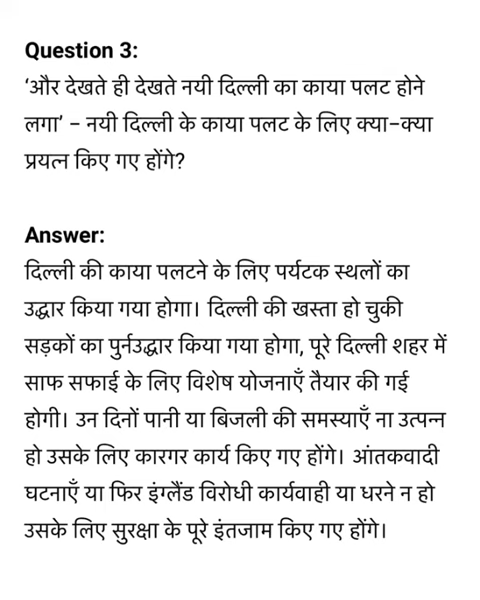 Question 3:
‘और देखते ही देखते नयी दिल्ली का काया पलट होने
लगा’ – नयी दिल्ली के काया पलट के लिए क्या-क्या
प्रयत्न किए गए होंगे?
Answer:
दिल्ली की काया पलटने के लिए पर्यटक स्थलों का
उद्धार किया गया होगा। दिल्ली की खस्ता हो चुकी
सड़कों का पुर्नउद्धार किया गया होगा, पूरे दिल्ली शहर में
साफ सफाई के लिए विशेष योजनाएँ तैयार की गई
होगी। उन दिनों पानी या बिजली की समस्याएँ ना उत्पन्न
हो उसके लिए कारगर कार्य किए गए होंगे। आंतकवादी
घटनाएँ या फिर इंग्लैंड विरोधी कार्यवाही या धरने न हो
उसके लिए सुरक्षा के पूरे इंतजाम किए गए होंगे।